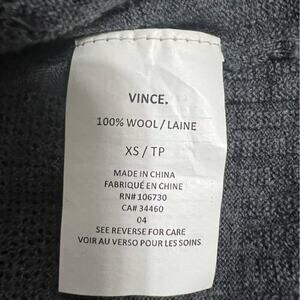 VINCE.
100% WOOL / LAINE
XS / TP
MADE IN CHINA
FABRIQUÉ EN CHINE
RN# 106730
CA# 34460
04
SEE REVERSE FOR CARE
VOIR AU VERSO POUR LES SOINS